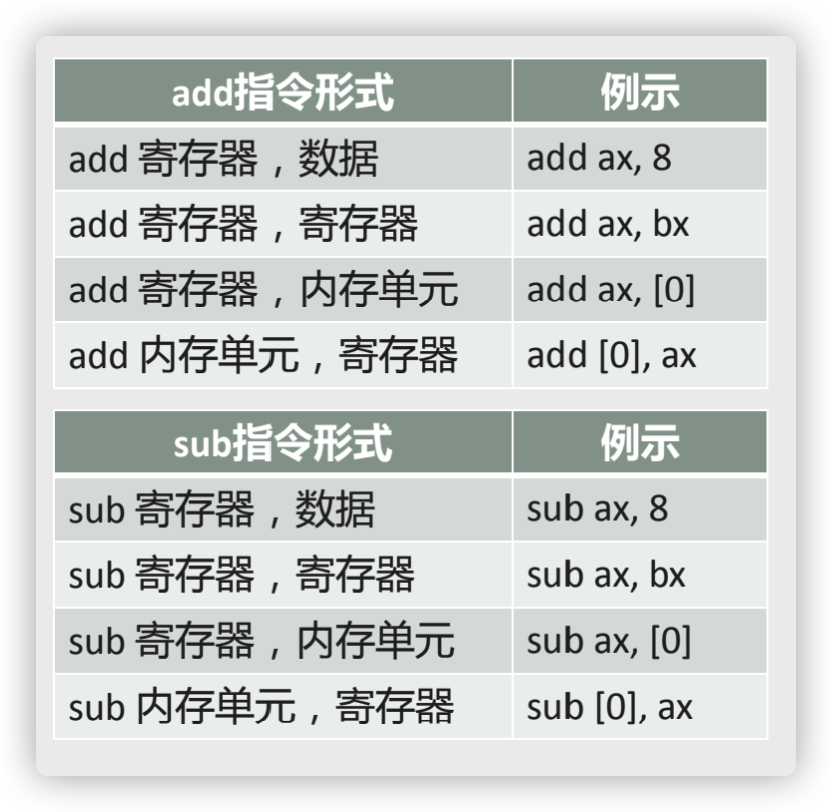 add指令形式 例示
add 寄存器，数据 add ax, 8
add 寄存器，寄存器 add ax, bx
add 寄存器，内存单元 add ax, [0]
add 内存单元，寄存器 add [0], ax
sub指令形式 例示
sub 寄存器，数据 sub ax, 8
sub 寄存器，寄存器 sub ax, bx
sub 寄存器，内存单元 sub ax, [0]
sub 内存单元，寄存器 sub [0], ax